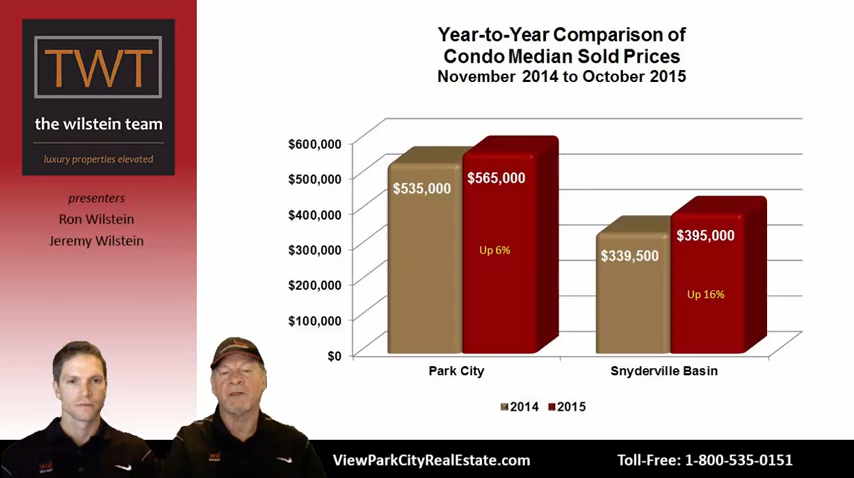 TWT
the wilstein team
luxury properties elevated
presenters
Ron Wilstein
Jeremy Wilstein
Year-to-Year Comparison of
Condo Median Sold Prices
November 2014 to October 2015
$600,000
$500,000
$400,000
$300,000
$200,000
$100,000
$0
$535,000
$565,000
Up 6%
$339,500
$395,000
Up 16%
Park City
Snyderville Basin
2014
2015
ViewParkCityRealEstate.com
Toll-Free: 1-800-535-0151